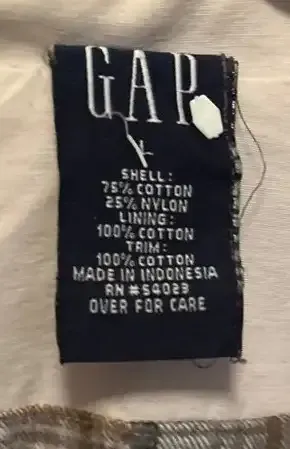 GAP
L
SHELL:
75% COTTON
25% NYLON
LINING:
100% COTTON
TRIM:
100% COTTON
MADE IN INDONESIA
RN #54023
OVER FOR CARE